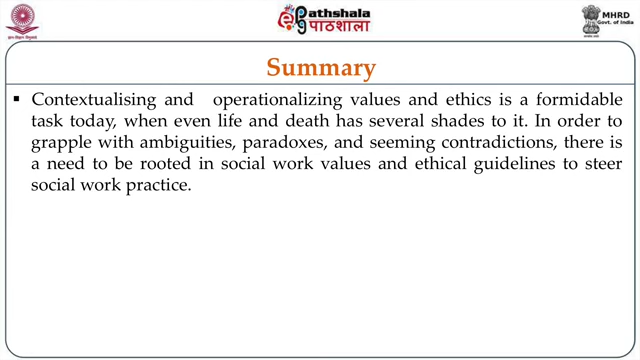 Pathshala
पाठशाला
MHRD
Govt. of India
Summary
▪ Contextualising and operationalizing values and ethics is a formidable
task today, when even life and death has several shades to it. In order to
grapple with ambiguities, paradoxes, and seeming contradictions, there is
a need to be rooted in social work values and ethical guidelines to steer
social work practice.